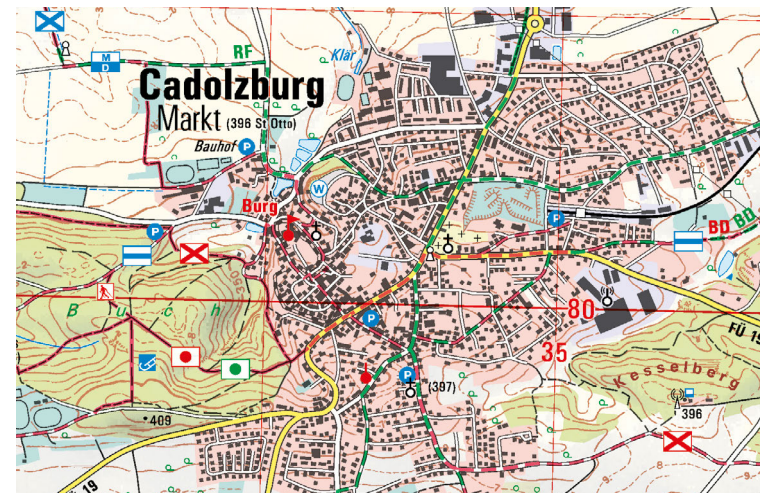 RF
Klär
M
D
Cadolzburg
Markt (396 St Otto)
Bauhof
P
W
Burg
P
P
BD
BD
80
B u c h
P
35
FÜ 19
P
(397)
Kesselberg
396
409
19